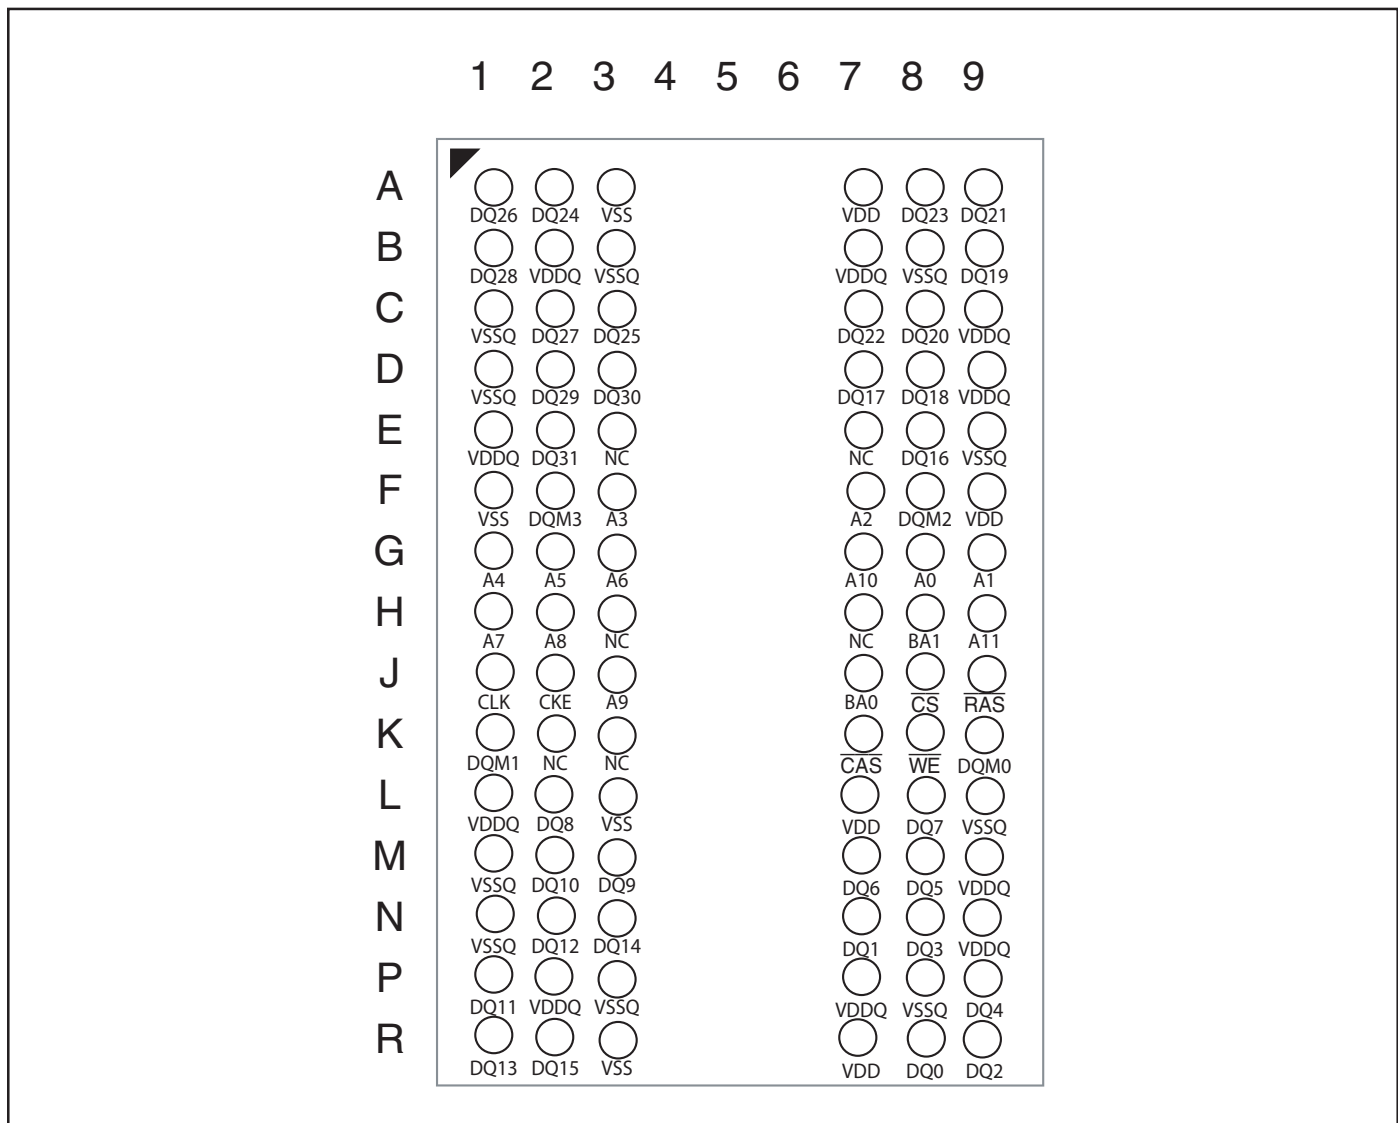 1 2 3 4 5 6 7 8 9
A
DQ26 DQ24 VSS VDD DQ23 DQ21
B
DQ28 VDDQ VSSQ VDDQ VSSQ DQ19
C
VSSQ DQ27 DQ25 DQ22 DQ20 VDDQ
D
VSSQ DQ29 DQ30 DQ17 DQ18 VDDQ
E
VDDQ DQ31 NC NC DQ16 VSSQ
F
VSS DQM3 A3 A2 DQM2 VDD
G
A4 A5 A6 A10 A0 A1
H
A7 A8 NC NC BA1 A11
J
CLK CKE A9 BA0 C̅S̅ R̅A̅S̅
K
DQM1 NC NC C̅A̅S̅ W̅E̅ DQM0
L
VDDQ DQ8 VSS VDD DQ7 VSSQ
M
VSSQ DQ10 DQ9 DQ6 DQ5 VDDQ
N
VSSQ DQ12 DQ14 DQ1 DQ3 VDDQ
P
DQ11 VDDQ VSSQ VDDQ VSSQ DQ4
R
DQ13 DQ15 VSS VDD DQ0 DQ2